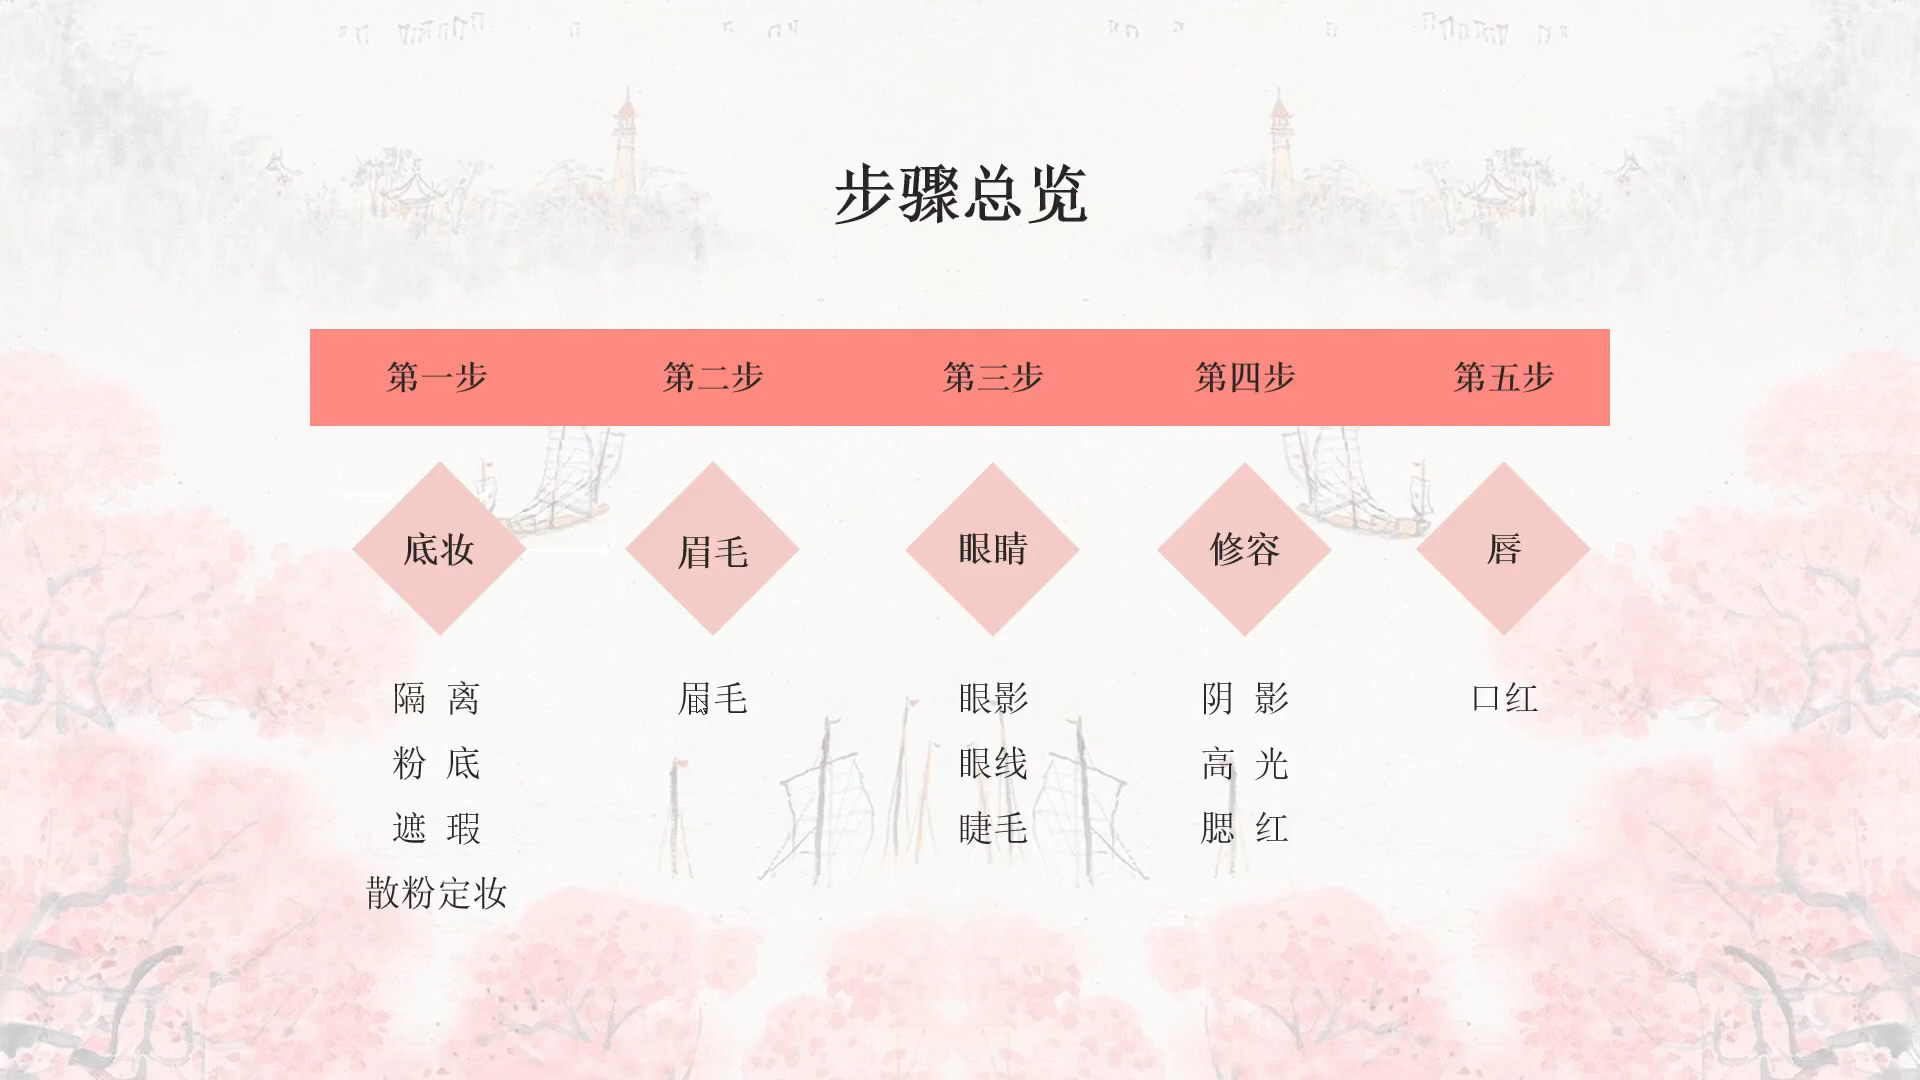 步骤总览
第一步 第二步 第三步 第四步 第五步
底妆 眉毛 眼睛 修容 唇
隔 离 眉毛 眼影 阴 影 口红
粉 底 眼线 高 光
遮 瑕 睫毛 腮 红
散粉定妆